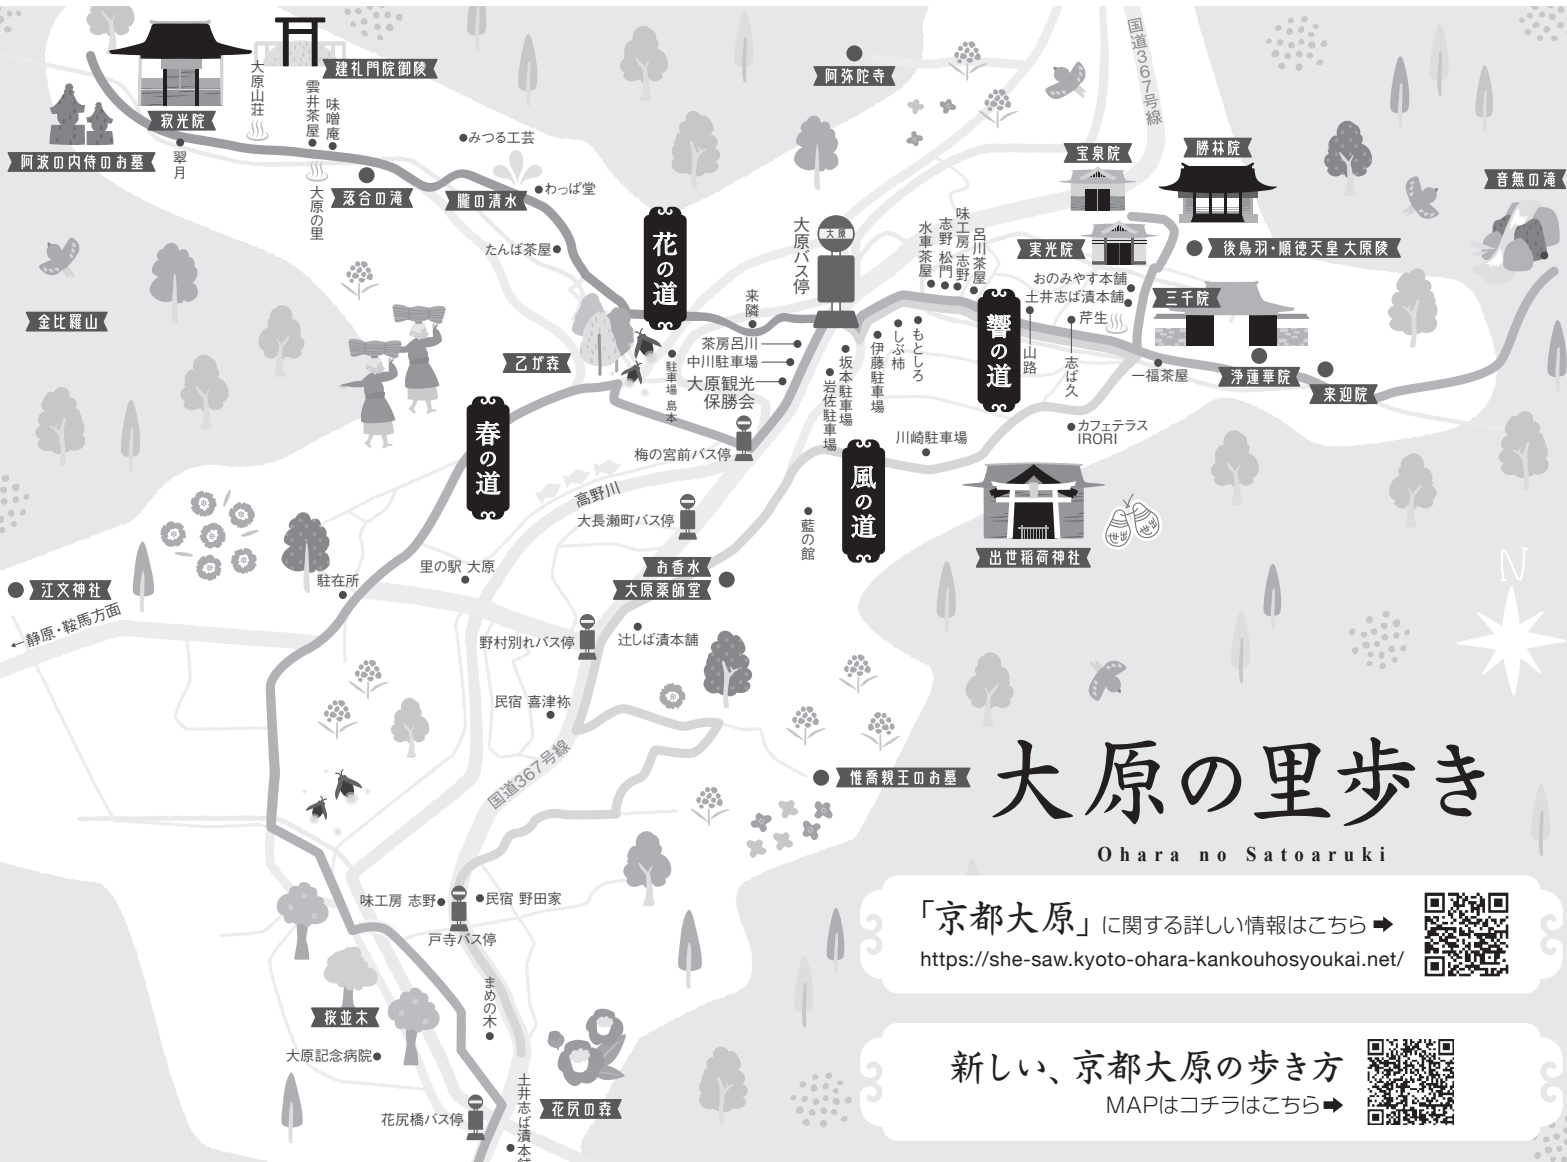 国道367号線
大原山荘
雲井茶屋
味噌庵
建礼門院御陵
阿弥陀寺
寂光院
阿波の内侍のお墓
翠月
みつる工芸
宝泉院
勝林院
音無の滝
大原の里
落合の滝
朧の清水
わっぱ堂
たんば茶屋
花の道
大原バス停
大原
水車茶屋
志野 松門
味工房 志野
呂川茶屋
実光院
後鳥羽・順徳天皇 大原陵
おのみやす本舗
土井志ば漬本舗
三千院
芹生
金比羅山
来隣
響の道
茶房呂川
中川駐車場
大原観光
保勝会
乙が森
駐車場 島本
坂本駐車場
岩佐駐車場
伊藤駐車場
しぶ柿
もとしろ
山路
志ば久
一福茶屋
浄蓮華院
来迎院
春の道
梅の宮前バス停
川崎駐車場
カフェテラス
IRORI
風の道
高野川
大長瀬町バス停
藍の館
出世稲荷神社
出世
出世
里の駅 大原
お香水
大原薬師堂
駐在所
江文神社
←静原・鞍馬方面
野村別れバス停
辻しば漬本舗
N
民宿 喜津祢
国道367号線
惟喬親王のお墓
大原の里歩き
Ohara no Satoaruki
味工房 志野
民宿 野田家
戸寺バス停
「京都大原」に関する詳しい情報はこちら➡
https://she-saw.kyoto-ohara-kankouhosyoukai.net/
まめの木
桜並木
大原記念病院
新しい、京都大原の歩き方
MAPはコチラはこちら➡
花尻橋バス停
土井志ば漬本舗
花尻の森